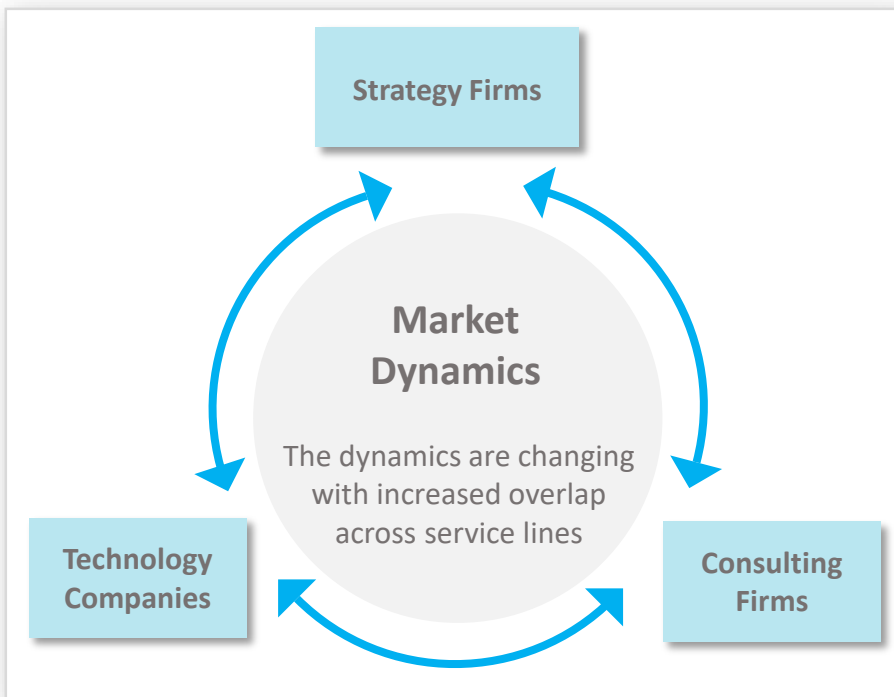 Strategy Firms
Market
Dynamics
The dynamics are changing
with increased overlap
across service lines
Technology
Companies
Consulting
Firms